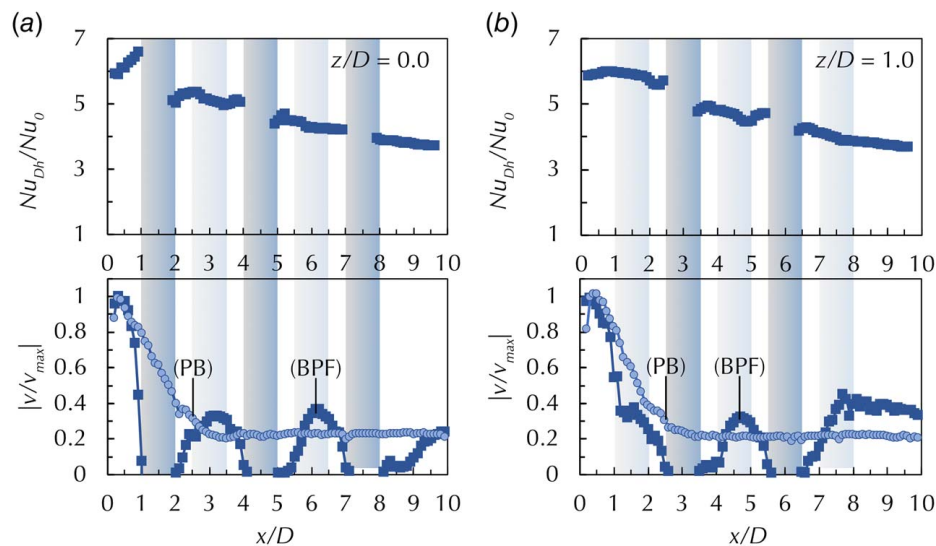 (a)
(b)
7
5
3
1
Nu_Dh/Nu_0
z/D = 0.0
0 1 2 3 4 5 6 7 8 9 10
7
5
3
1
Nu_Dh/Nu_0
z/D = 1.0
0 1 2 3 4 5 6 7 8 9 10
1
0.8
0.6
0.4
0.2
0
|v/v_max|
(PB)
(BPF)
0 1 2 3 4 5 6 7 8 9 10
x/D
1
0.8
0.6
0.4
0.2
0
|v/v_max|
(PB)
(BPF)
0 1 2 3 4 5 6 7 8 9 10
x/D